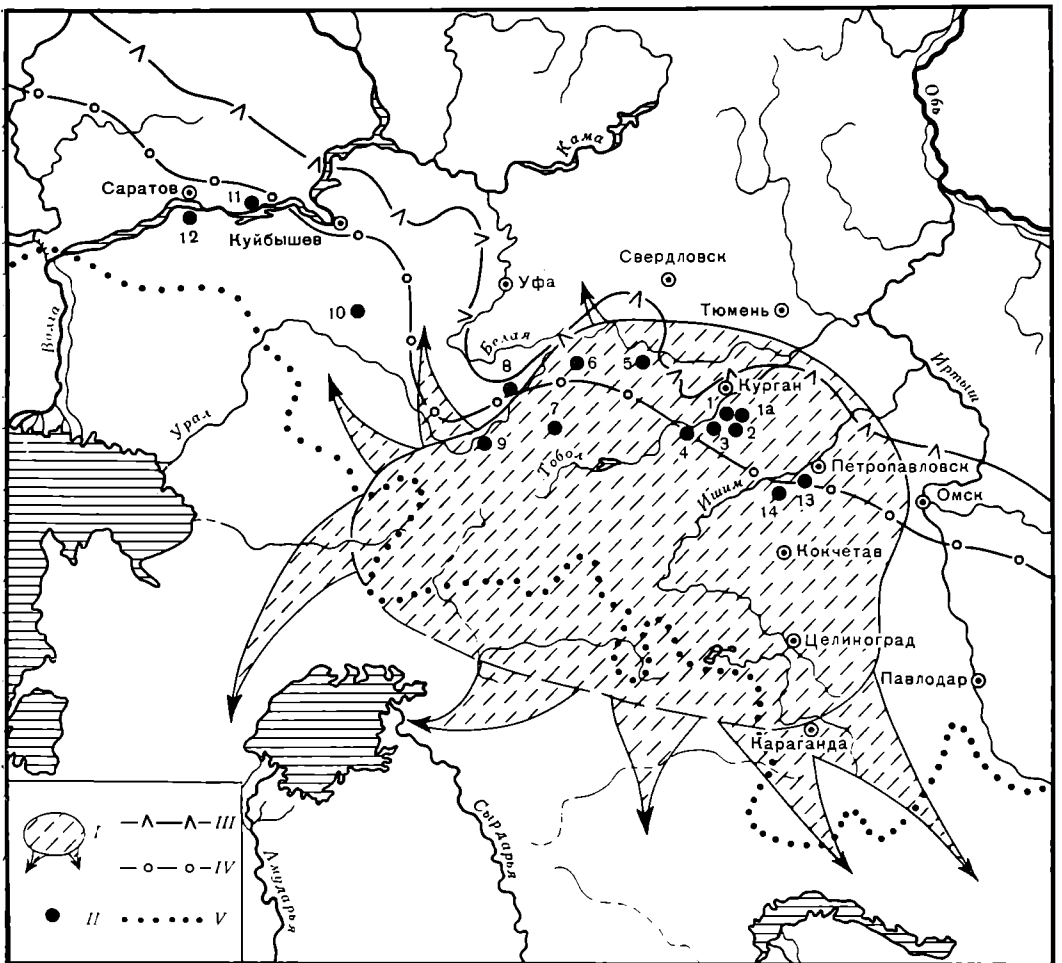 Обь
Кама
Саратов
11
12
Куйбышев
Свердловск
Уфа
Тюмень
10
Волга
Белая
Иртыш
8
6
5
Курган
1
1а
Урал
7
3
2
4
9
Тобол
Петропавловск
Ишим
13
14
Омск
Кокчетав
Целиноград
Павлодар
Караганда
Сырдарья
Амударья
I
III
IV
II
V